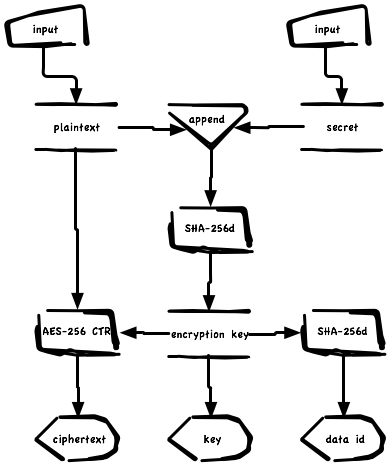 input
input
plaintext
append
secret
SHA-256d
AES-256 CTR
encryption key
SHA-256d
ciphertext
key
data id